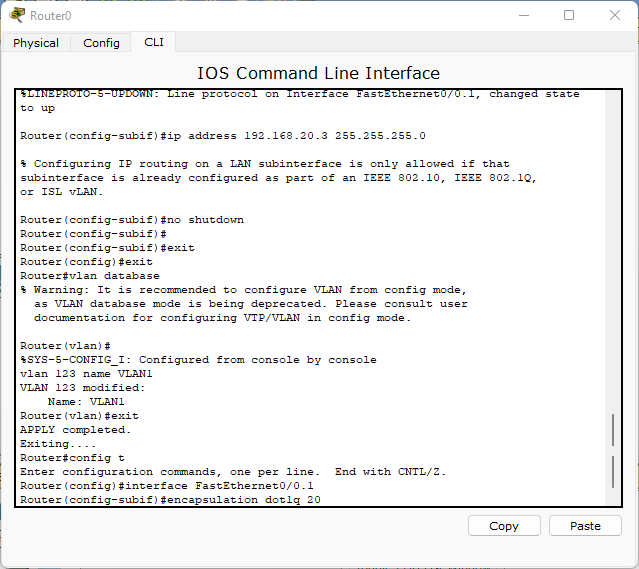 Router0
Physical Config CLI
IOS Command Line Interface
%LINEPROTO-5-UPDOWN: Line protocol on Interface FastEthernet0/0.1, changed state
to up
Router(config-subif)#ip address 192.168.20.3 255.255.255.0
% Configuring IP routing on a LAN subinterface is only allowed if that
subinterface is already configured as part of an IEEE 802.10, IEEE 802.1Q,
or ISL vLAN.
Router(config-subif)#no shutdown
Router(config-subif)#
Router(config-subif)#exit
Router(config)#exit
Router#vlan database
% Warning: It is recommended to configure VLAN from config mode,
as VLAN database mode is being deprecated. Please consult user
documentation for configuring VTP/VLAN in config mode.
Router(vlan)#
%SYS-5-CONFIG_I: Configured from console by console
vlan 123 name VLAN1
VLAN 123 modified:
Name: VLAN1
Router(vlan)#exit
APPLY completed.
Exiting....
Router#config t
Enter configuration commands, one per line. End with CNTL/Z.
Router(config)#interface FastEthernet0/0.1
Router(config-subif)#encapsulation dot1q 20
Copy Paste